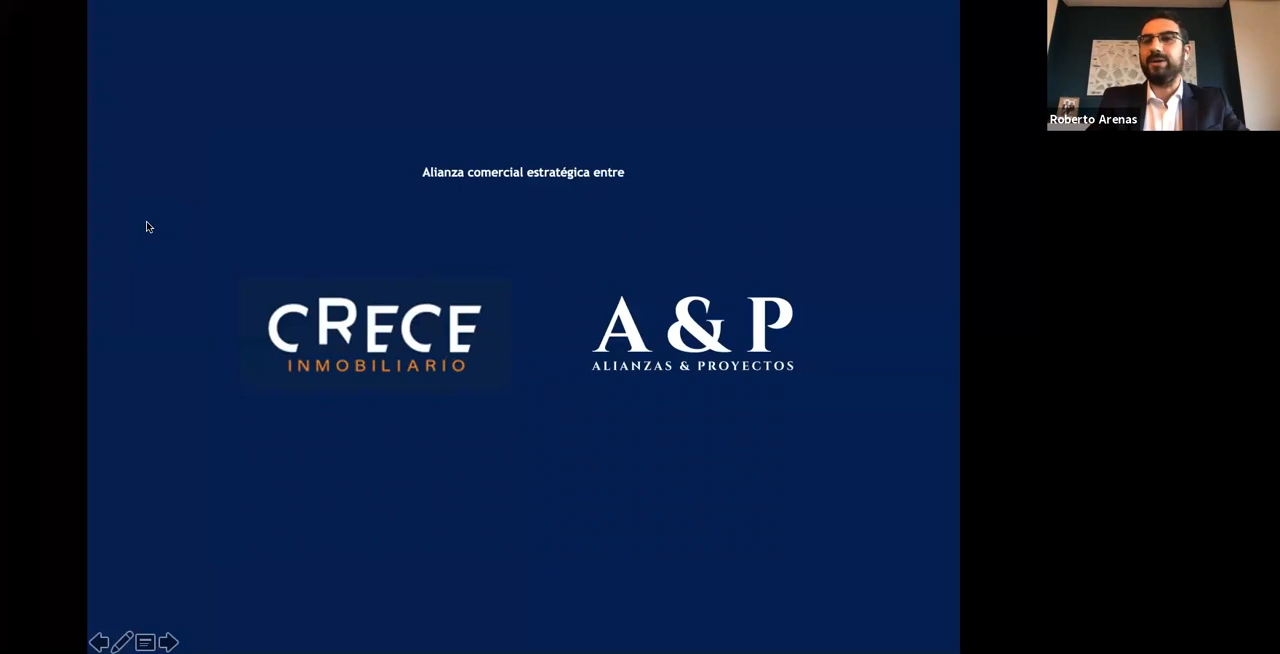 Roberto Arenas
Alianza comercial estratégica entre
CRECE
INMOBILIARIO
A & P
ALIANZAS & PROYECTOS